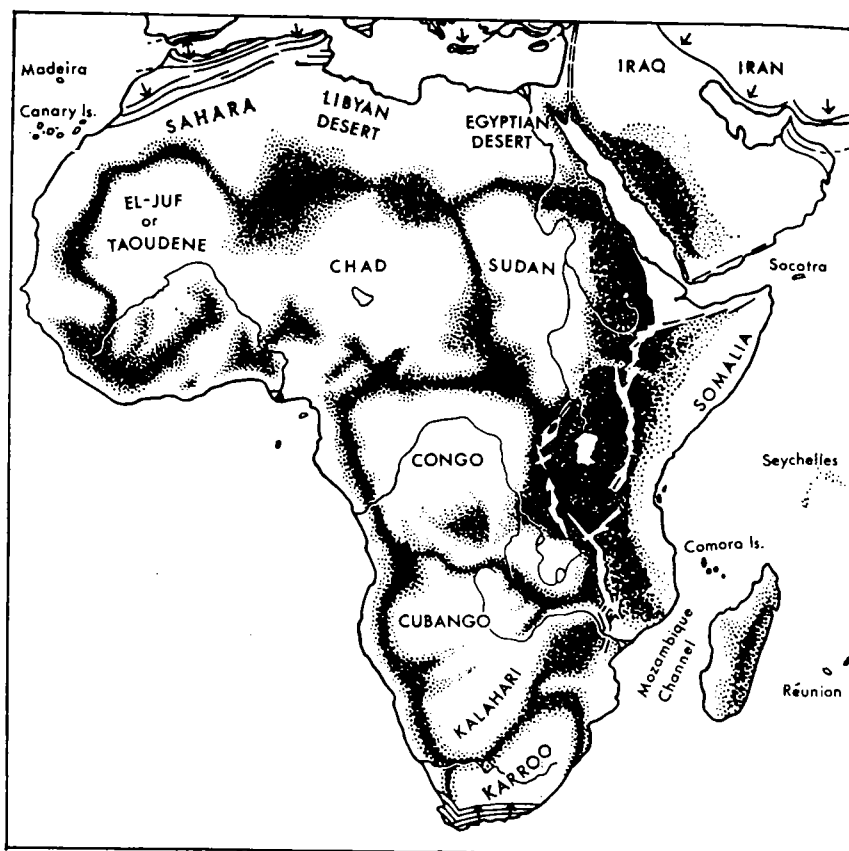 Madeira
Canary Is.
SAHARA
LIBYAN
DESERT
EGYPTIAN
DESERT
IRAQ
IRAN
EL-JUF
or
TAOUDENE
CHAD
SUDAN
Socotra
SOMALIA
CONGO
Seychelles
Comora Is.
CUBANGO
Mozambique
Channel
KALAHARI
Réunion
KARROO